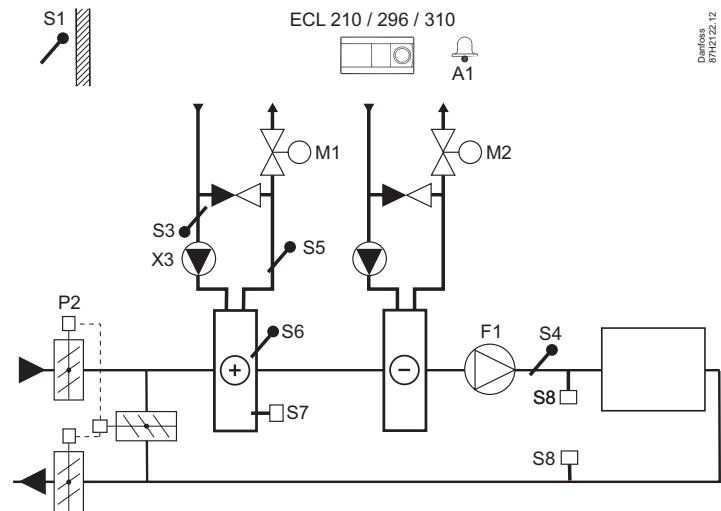 S1
ECL 210 / 296 / 310
A1
Danfoss
87H2122.12
M1
M2
S3
X3
S5
P2
S6
F1
S4
+
−
S7
S8
S8